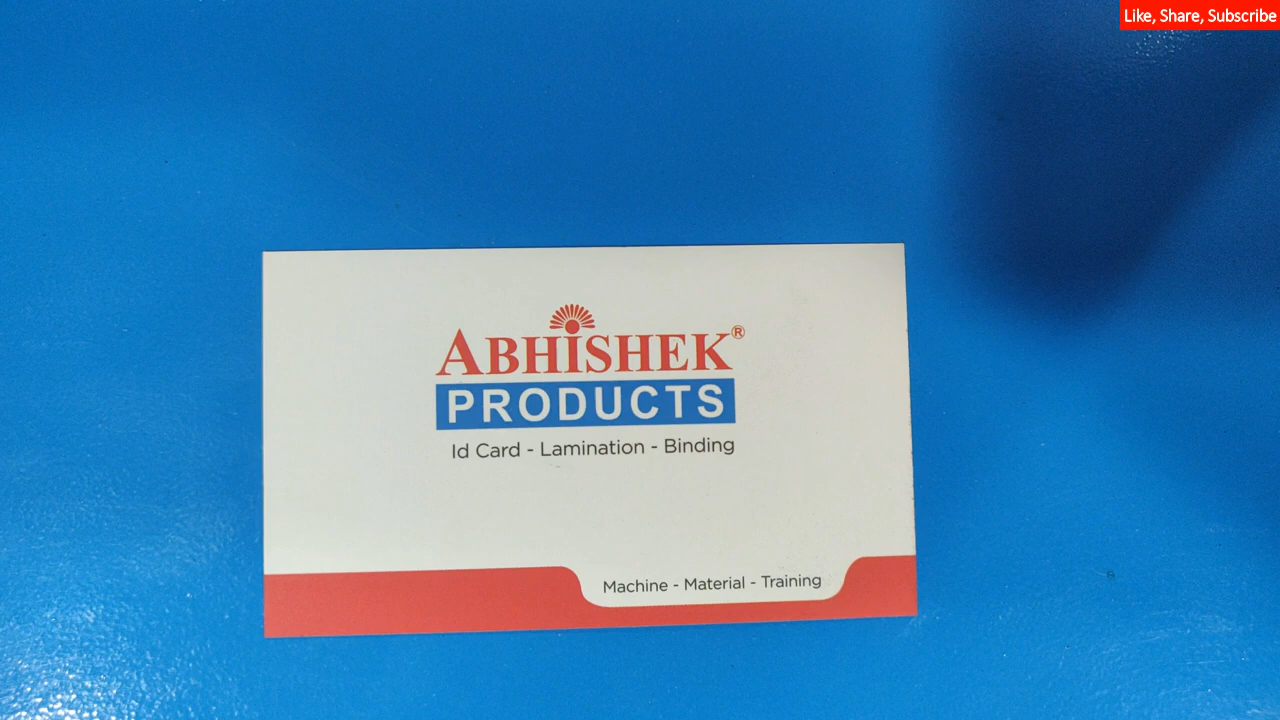 Like, Share, Subscribe
ABHISHEK®
PRODUCTS
Id Card - Lamination - Binding
Machine - Material - Training